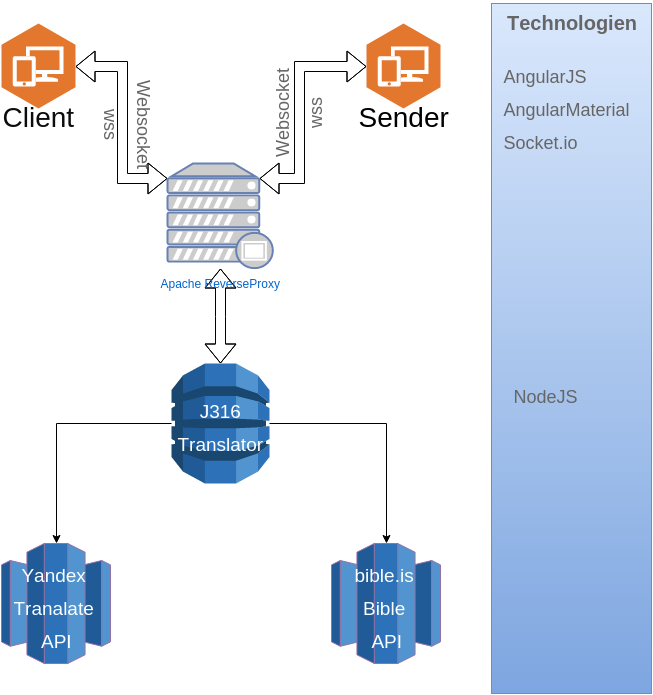 Technologien
AngularJS
AngularMaterial
Socket.io
NodeJS
Client
Sender
Websocket
wss
Websocket
wss
Apache ReverseProxy
J316
Translator
Yandex
Tranalate
API
bible.is
Bible
API